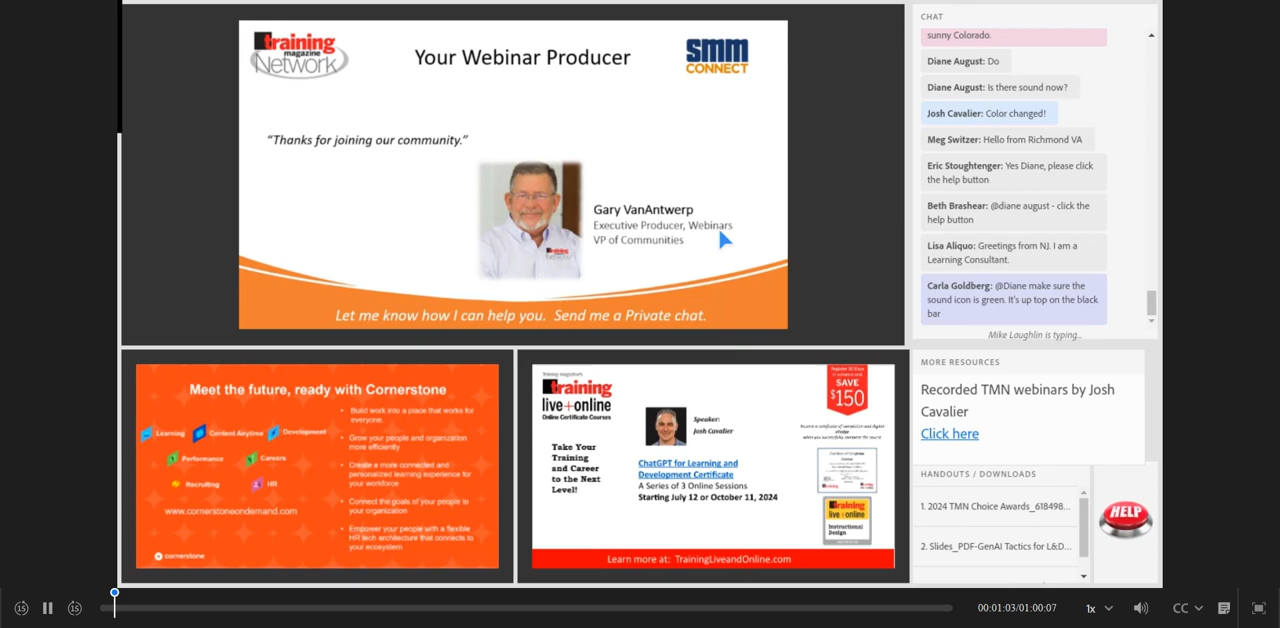 training
magazine
Network
Your Webinar Producer
smm
CONNECT
“Thanks for joining our community.”
Gary VanAntwerp
Executive Producer, Webinars
VP of Communities
Let me know how I can help you. Send me a Private chat.
CHAT
sunny Colorado.
Diane August: Do
Diane August: Is there sound now?
Josh Cavalier: Color changed!
Meg Switzer: Hello from Richmond VA
Eric Stoughtenger: Yes Diane, please click
the help button
Beth Brashear: @diane august - click the
help button
Lisa Aliquo: Greetings from NJ. I am a
Learning Consultant.
Carla Goldberg: @Diane make sure the
sound icon is green. It's up top on the black
bar
Mike Laughlin is typing...
Meet the future, ready with Cornerstone
Learning
Content Anytime
Development
Performance
Careers
Recruiting
HR
www.cornerstoneondemand.com
cornerstone
• Build work into a place that works for
everyone.
• Grow your people and organization
more efficiently
• Create a more connected and
personalized learning experience for
your workforce
• Connect the goals of your people to
your organization
• Empower your people with a flexible
HR tech architecture that connects to
your ecosystem
Training magazine's
training
live+online
Online Certificate Courses
Take Your
Training
and Career
to the Next
Level!
Speaker:
Josh Cavalier
ChatGPT for Learning and
Development Certificate
A Series of 3 Online Sessions
Starting July 12 or October 11, 2024
SAVE
$150
training
live+online
Instructional
Design
Learn more at: TrainingLiveandOnline.com
MORE RESOURCES
Recorded TMN webinars by Josh
Cavalier
Click here
HANDOUTS / DOWNLOADS
1. 2024 TMN Choice Awards_618498...
2. Slides_PDF-GenAI Tactics for L&D...
HELP
15
15
00:01:03/01:00:07
1x
CC